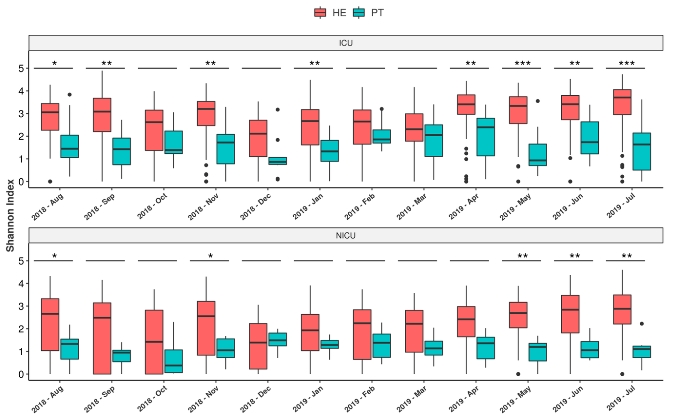 HE PT
ICU
* ** ** ** ** *** ** ***
5
4
3
2
1
0
2018 - Aug 2018 - Sep 2018 - Oct 2018 - Nov 2018 - Dec 2019 - Jan 2019 - Feb 2019 - Mar 2019 - Apr 2019 - May 2019 - Jun 2019 - Jul
Shannon Index
NICU
* * ** ** **
5
4
3
2
1
0
2018 - Aug 2018 - Sep 2018 - Oct 2018 - Nov 2018 - Dec 2019 - Jan 2019 - Feb 2019 - Mar 2019 - Apr 2019 - May 2019 - Jun 2019 - Jul